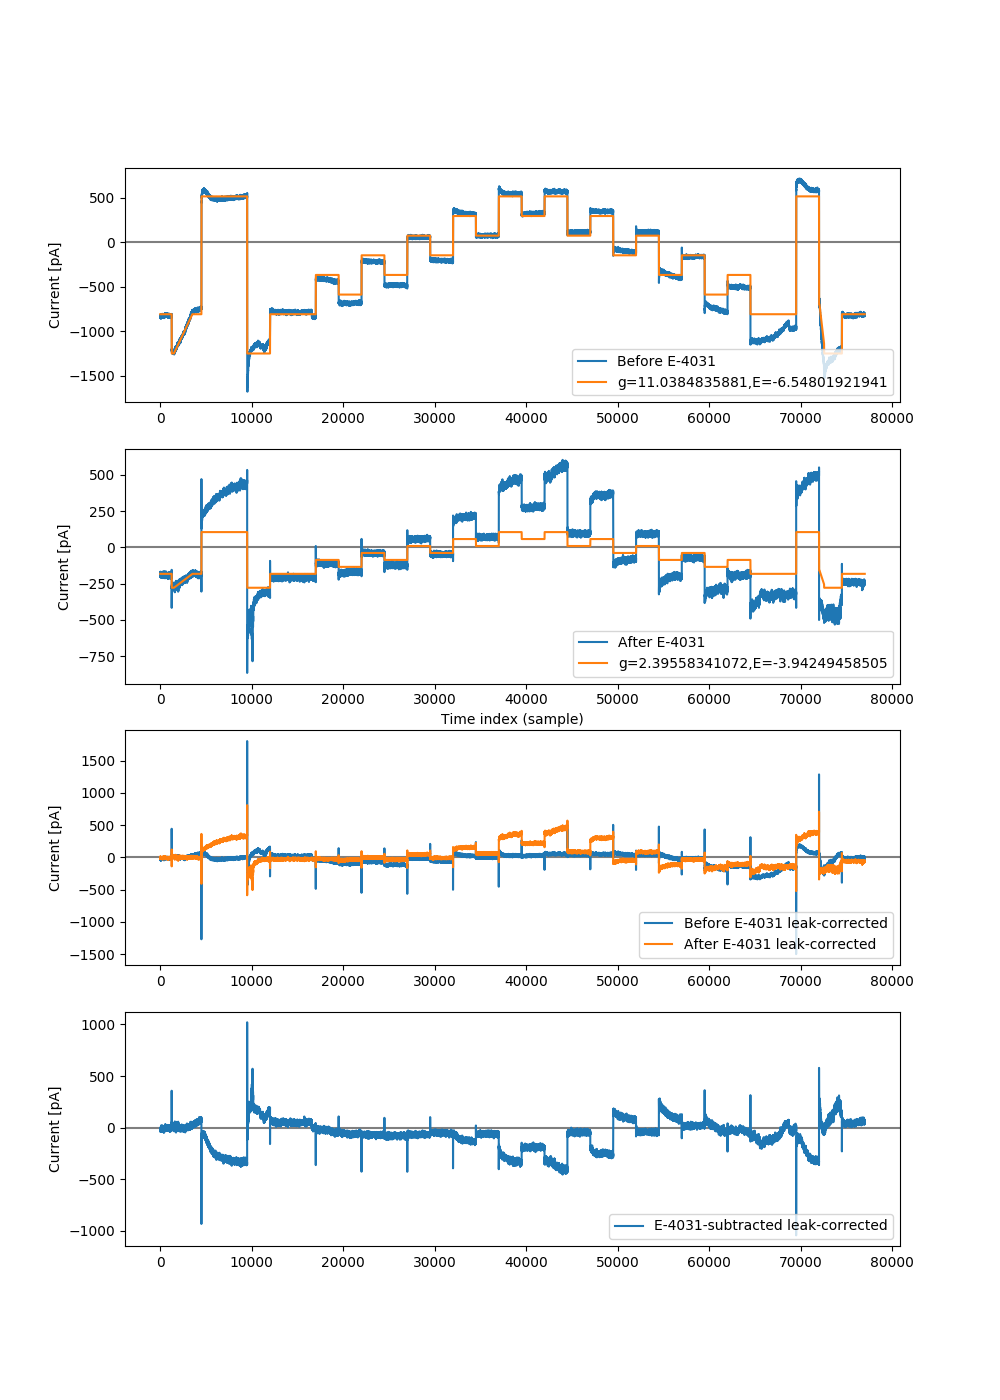 500
0
−500
−1000
−1500
Current [pA]
Before E-4031
g=11.0384835881,E=-6.54801921941
0 10000 20000 30000 40000 50000 60000 70000 80000
500
250
0
−250
−500
−750
Current [pA]
After E-4031
g=2.39558341072,E=-3.94249458505
0 10000 20000 30000 40000 50000 60000 70000 80000
Time index (sample)
1500
1000
500
0
−500
−1000
−1500
Current [pA]
Before E-4031 leak-corrected
After E-4031 leak-corrected
0 10000 20000 30000 40000 50000 60000 70000 80000
1000
500
0
−500
−1000
Current [pA]
E-4031-subtracted leak-corrected
0 10000 20000 30000 40000 50000 60000 70000 80000